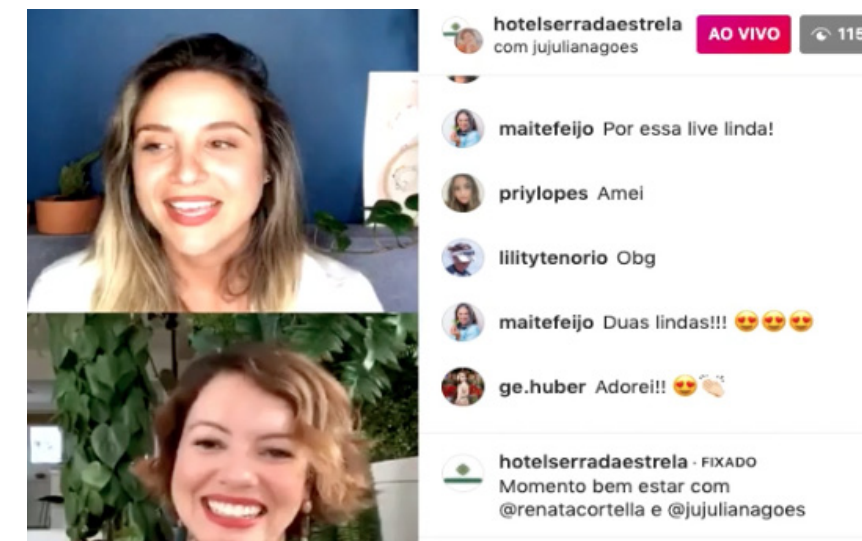 hotelserradaestrela
com jujulianagoes
AO VIVO
115
maitefeijo Por essa live linda!
priylopes Amei
lilitytenorio Obg
maitefeijo Duas lindas!!! 😍😍😍
ge.huber Adorei!! 😍👏🏻
hotelserradaestrela · FIXADO
Momento bem estar com
@renatacortella e @jujulianagoes